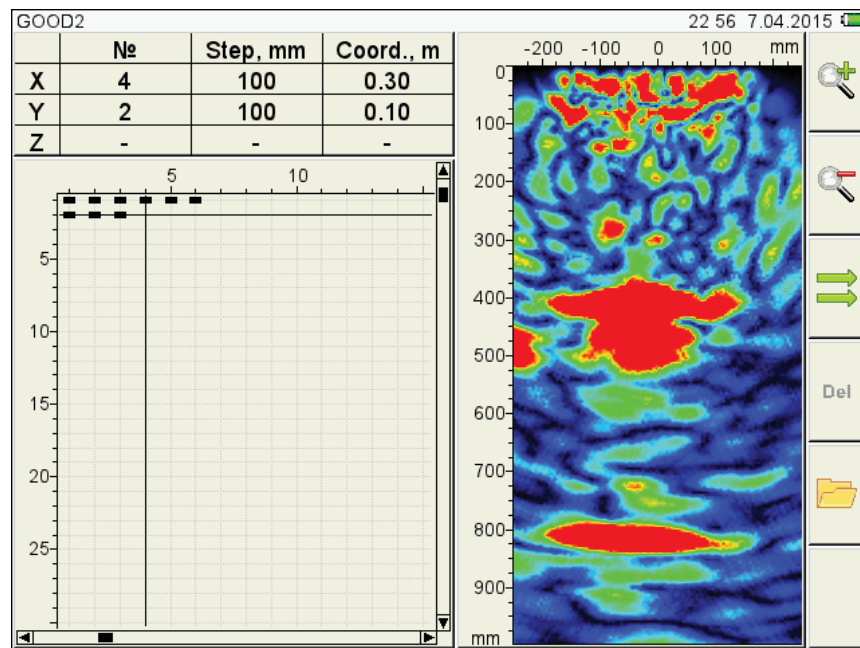 GOOD2 22 56 7.04.2015
№ Step, mm Coord., m
X 4 100 0.30
Y 2 100 0.10
Z - - -
5 10
5
10
15
20
25
-200 -100 0 100 mm
0
100
200
300
400
500
600
700
800
900
mm
Del